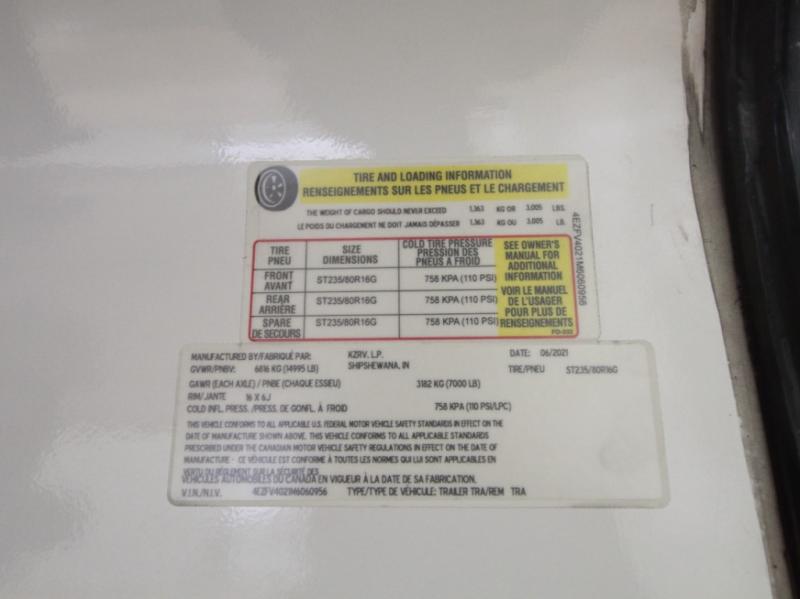 TIRE AND LOADING INFORMATION
RENSEIGNEMENTS SUR LES PNEUS ET LE CHARGEMENT
THE WEIGHT OF CARGO SHOULD NEVER EXCEED 1,363 KG OR 3,005 LBS.
LE POIDS DU CHARGEMENT NE DOIT JAMAIS DÉPASSER 1,363 KG OU 3,005 LB.
TIRE PNEU SIZE DIMENSIONS COLD TIRE PRESSURE PRESSION DES PNEUS A FROID
FRONT AVANT ST235/80R16G 758 KPA (110 PSI)
REAR ARRIÈRE ST235/80R16G 758 KPA (110 PSI)
SPARE DE SECOURS ST235/80R16G 758 KPA (110 PSI)
SEE OWNER'S
MANUAL FOR
ADDITIONAL
INFORMATION
VOIR LE MANUEL
DE L'USAGER
POUR PLUS DE
RENSEIGNEMENTS
4EZFV4021M6060956
MANUFACTURED BY/FABRIQUÉ PAR: KZRV, L.P. DATE: 06/2021
GVWR/PNBV: 6816 KG (14995 LB) SHIPSHEWANA, IN TIRE/PNEU ST235/80R16G
GAWR (EACH AXLE) / PNBE (CHAQUE ESSIEU) 3182 KG (7000 LB)
RIM/JANTE 16 X 6J
COLD INFL. PRESS. /PRESS. DE GONFL. À FROID 758 KPA (110 PSI/LPC)
THIS VEHICLE CONFORMS TO ALL APPLICABLE U.S. FEDERAL MOTOR VEHICLE SAFETY STANDARDS IN EFFECT ON THE
DATE OF MANUFACTURE SHOWN ABOVE. THIS VEHICLE CONFORMS TO ALL APPLICABLE STANDARDS
PRESCRIBED UNDER THE CANADIAN MOTOR VEHICLE SAFETY REGULATIONS IN EFFECT ON THE DATE OF
MANUFACTURE - CE VÉHICULE EST CONFORME À TOUTES LES NORMES QUI LUI SONT APPLICABLES EN
VERTU DU RÈGLEMENT SUR LA SÉCURITÉ DES
VÉHICULES AUTOMOBILES DU CANADA EN VIGUEUR À LA DATE DE SA FABRICATION.
V.I.N./N.I.V. 4EZFV4021M6060956 TYPE/TYPE DE VÉHICULE: TRAILER TRA/REM TRA